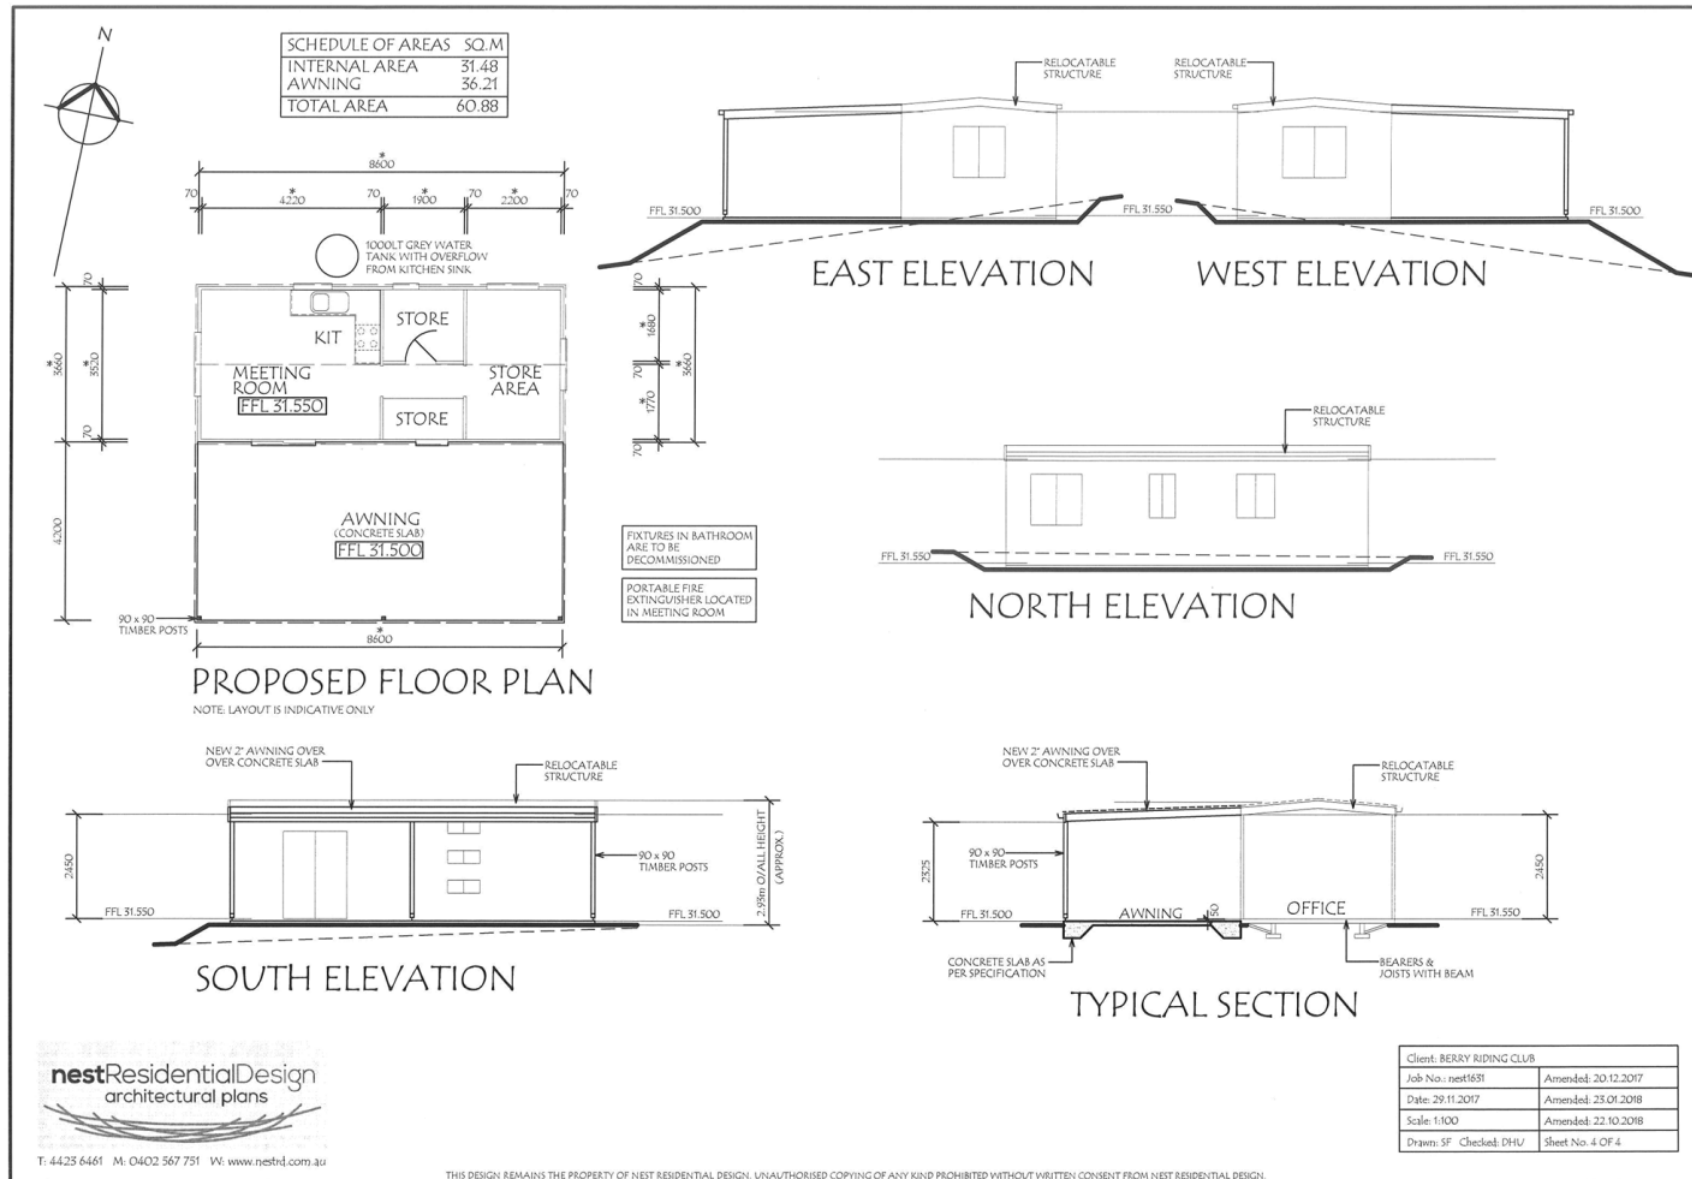 N
SCHEDULE OF AREAS SQ.M
INTERNAL AREA 31.48
AWNING 36.21
TOTAL AREA 60.88
*
8600
70 * 4220 70 * 1900 70 * 2200 70
1000LT GREY WATER
TANK WITH OVERFLOW
FROM KITCHEN SINK
70
* 3660
* 3520
70
4200
KIT
STORE
MEETING
ROOM
FFL 31.550
STORE
AREA
STORE
70
* 1680
70
* 3660
* 1770
70
AWNING
(CONCRETE SLAB)
FFL 31.500
90 x 90
TIMBER POSTS
*
8600
FIXTURES IN BATHROOM
ARE TO BE
DECOMMISSIONED
PORTABLE FIRE
EXTINGUISHER LOCATED
IN MEETING ROOM
PROPOSED FLOOR PLAN
NOTE: LAYOUT IS INDICATIVE ONLY
RELOCATABLE
STRUCTURE
RELOCATABLE
STRUCTURE
FFL 31.500
FFL 31.550
FFL 31.500
EAST ELEVATION
WEST ELEVATION
RELOCATABLE
STRUCTURE
FFL 31.550
FFL 31.550
NORTH ELEVATION
NEW 2° AWNING OVER
OVER CONCRETE SLAB
RELOCATABLE
STRUCTURE
2450
FFL 31.550
90 x 90
TIMBER POSTS
FFL 31.500
2.93m O/ALL HEIGHT
(APPROX.)
SOUTH ELEVATION
NEW 2° AWNING OVER
OVER CONCRETE SLAB
RELOCATABLE
STRUCTURE
90 x 90
TIMBER POSTS
2325
2450
FFL 31.500
AWNING
50
OFFICE
FFL 31.550
CONCRETE SLAB AS
PER SPECIFICATION
BEARERS &
JOISTS WITH BEAM
TYPICAL SECTION
nestResidentialDesign
architectural plans
T: 4423 6461 M: 0402 567 751 W: www.nestrd.com.au
Client: BERRY RIDING CLUB
Job No.: nest1631 Amended: 20.12.2017
Date: 29.11.2017 Amended: 23.01.2018
Scale: 1:100 Amended: 22.10.2018
Drawn: SF Checked: DHU Sheet No. 4 OF 4
THIS DESIGN REMAINS THE PROPERTY OF NEST RESIDENTIAL DESIGN. UNAUTHORISED COPYING OF ANY KIND PROHIBITED WITHOUT WRITTEN CONSENT FROM NEST RESIDENTIAL DESIGN.